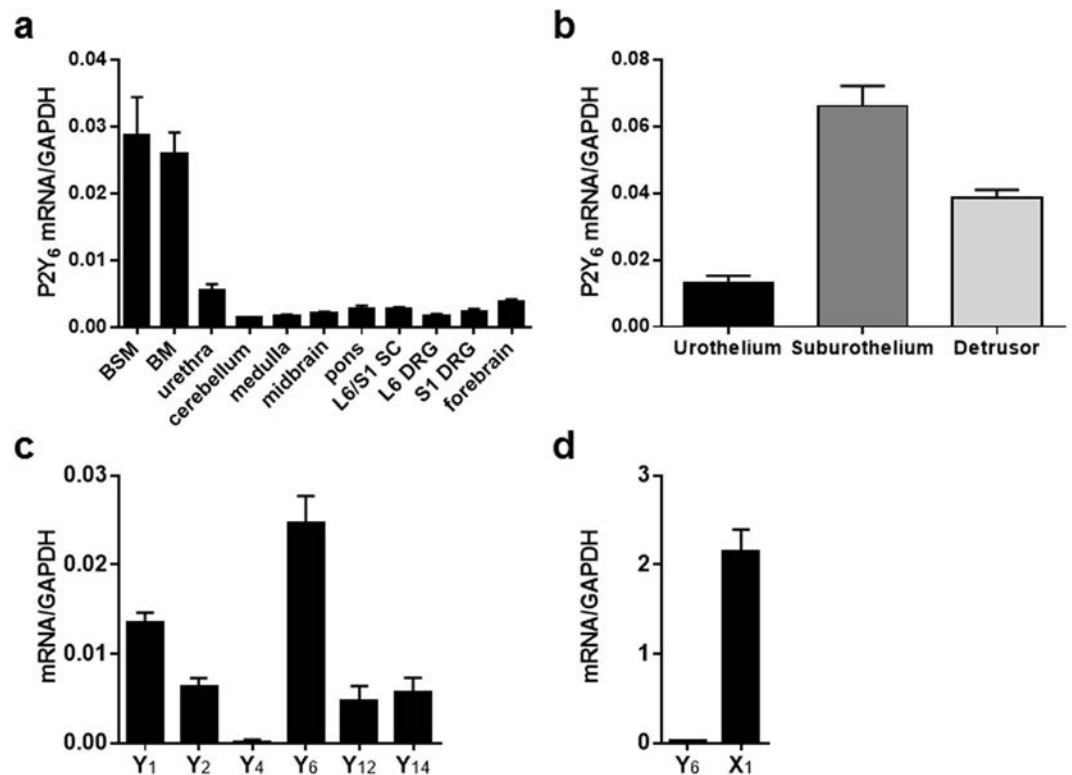 a
P2Y6 mRNA/GAPDH
0.04
0.03
0.02
0.01
0.00
BSM
BM
urethra
cerebellum
medulla
midbrain
pons
L6/S1 SC
L6 DRG
S1 DRG
forebrain
b
P2Y6 mRNA/GAPDH
0.08
0.06
0.04
0.02
0.00
Urothelium Suburothelium Detrusor
c
mRNA/GAPDH
0.03
0.02
0.01
0.00
Y1 Y2 Y4 Y6 Y12 Y14
d
mRNA/GAPDH
3
2
1
0
Y6 X1